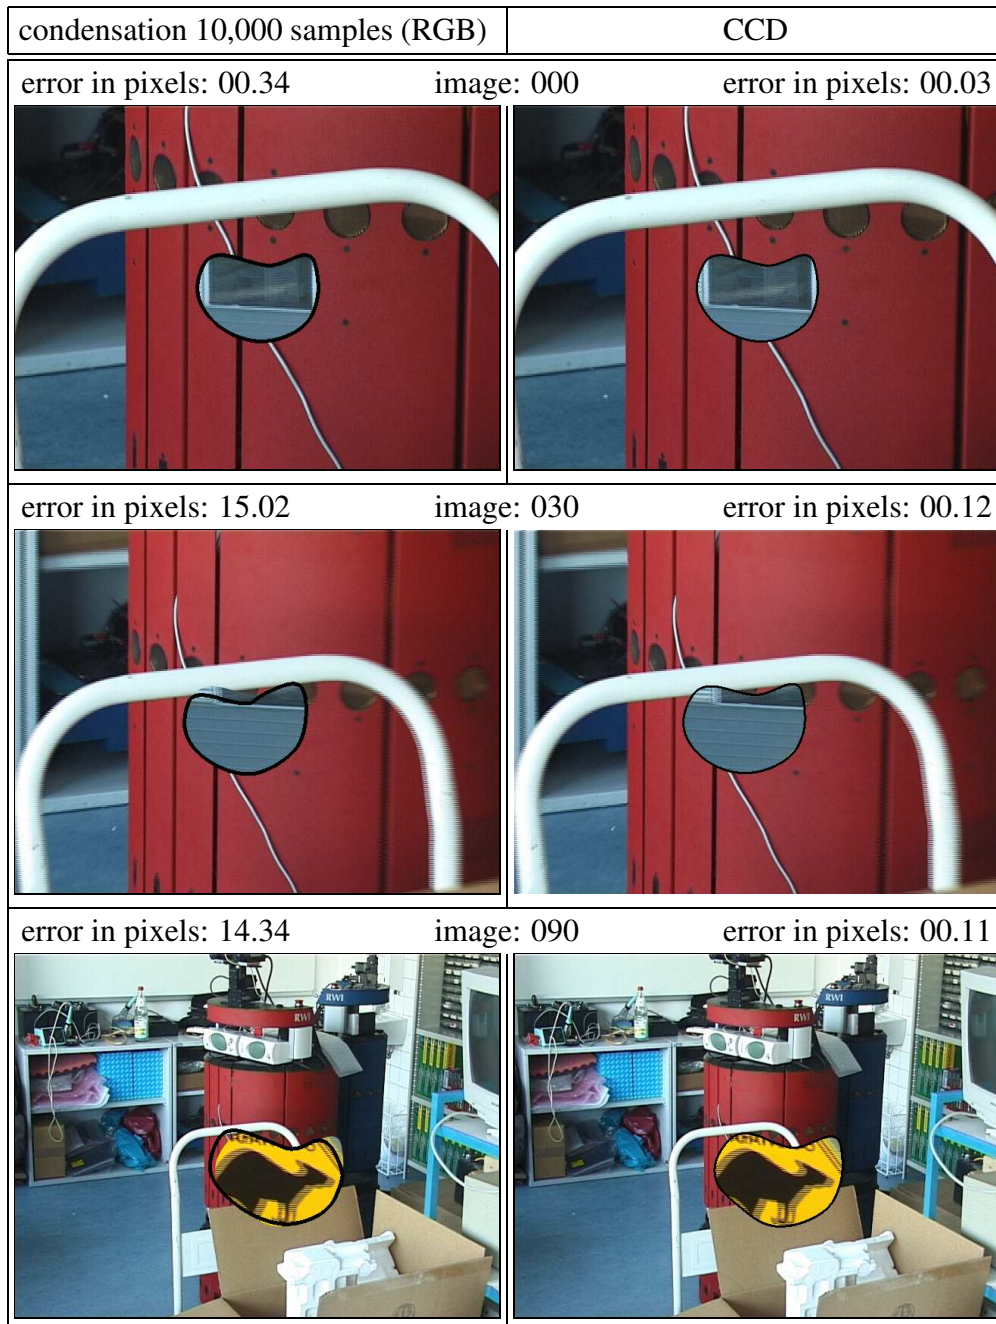 condensation 10,000 samples (RGB) CCD
error in pixels: 00.34 image: 000 error in pixels: 00.03
error in pixels: 15.02 image: 030 error in pixels: 00.12
error in pixels: 14.34 image: 090 error in pixels: 00.11
RWI
RWI
RWI
RWI